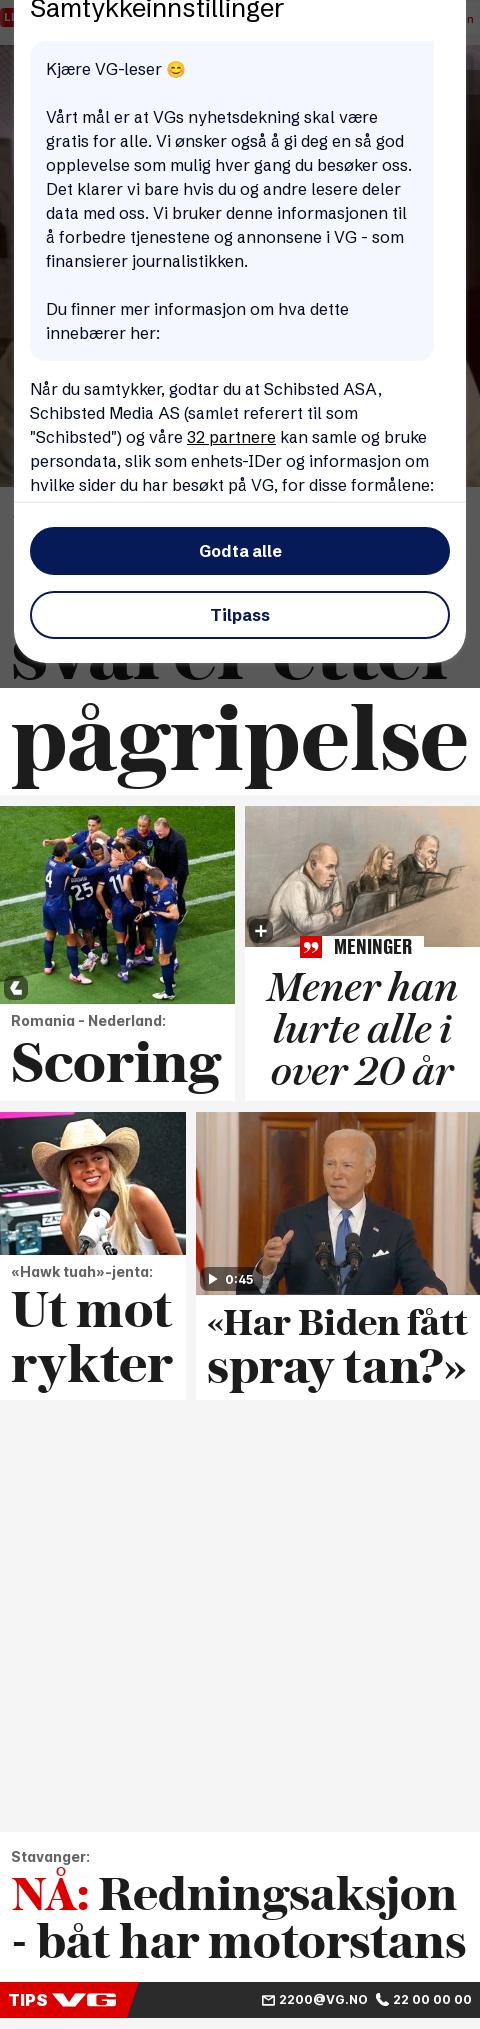 Samtykkeinnstillinger
Kjære VG-leser 😊
Vårt mål er at VGs nyhetsdekning skal være
gratis for alle. Vi ønsker også å gi deg en så god
opplevelse som mulig hver gang du besøker oss.
Det klarer vi bare hvis du og andre lesere deler
data med oss. Vi bruker denne informasjonen til
å forbedre tjenestene og annonsene i VG - som
finansierer journalistikken.
Du finner mer informasjon om hva dette
innebærer her:
Når du samtykker, godtar du at Schibsted ASA,
Schibsted Media AS (samlet referert til som
"Schibsted") og våre 32 partnere kan samle og bruke
persondata, slik som enhets-IDer og informasjon om
hvilke sider du har besøkt på VG, for disse formålene:
Godta alle
Tilpass
svarer etter
pågripelse
Romania - Nederland:
Scoring
MENINGER
Mener han
lurte alle i
over 20 år
«Hawk tuah»-jenta:
Ut mot
rykter
0:45
«Har Biden fått
spray tan?»
Stavanger:
NÅ: Redningsaksjon
- båt har motorstans
TIPS VG 2200@VG.NO 22 00 00 00